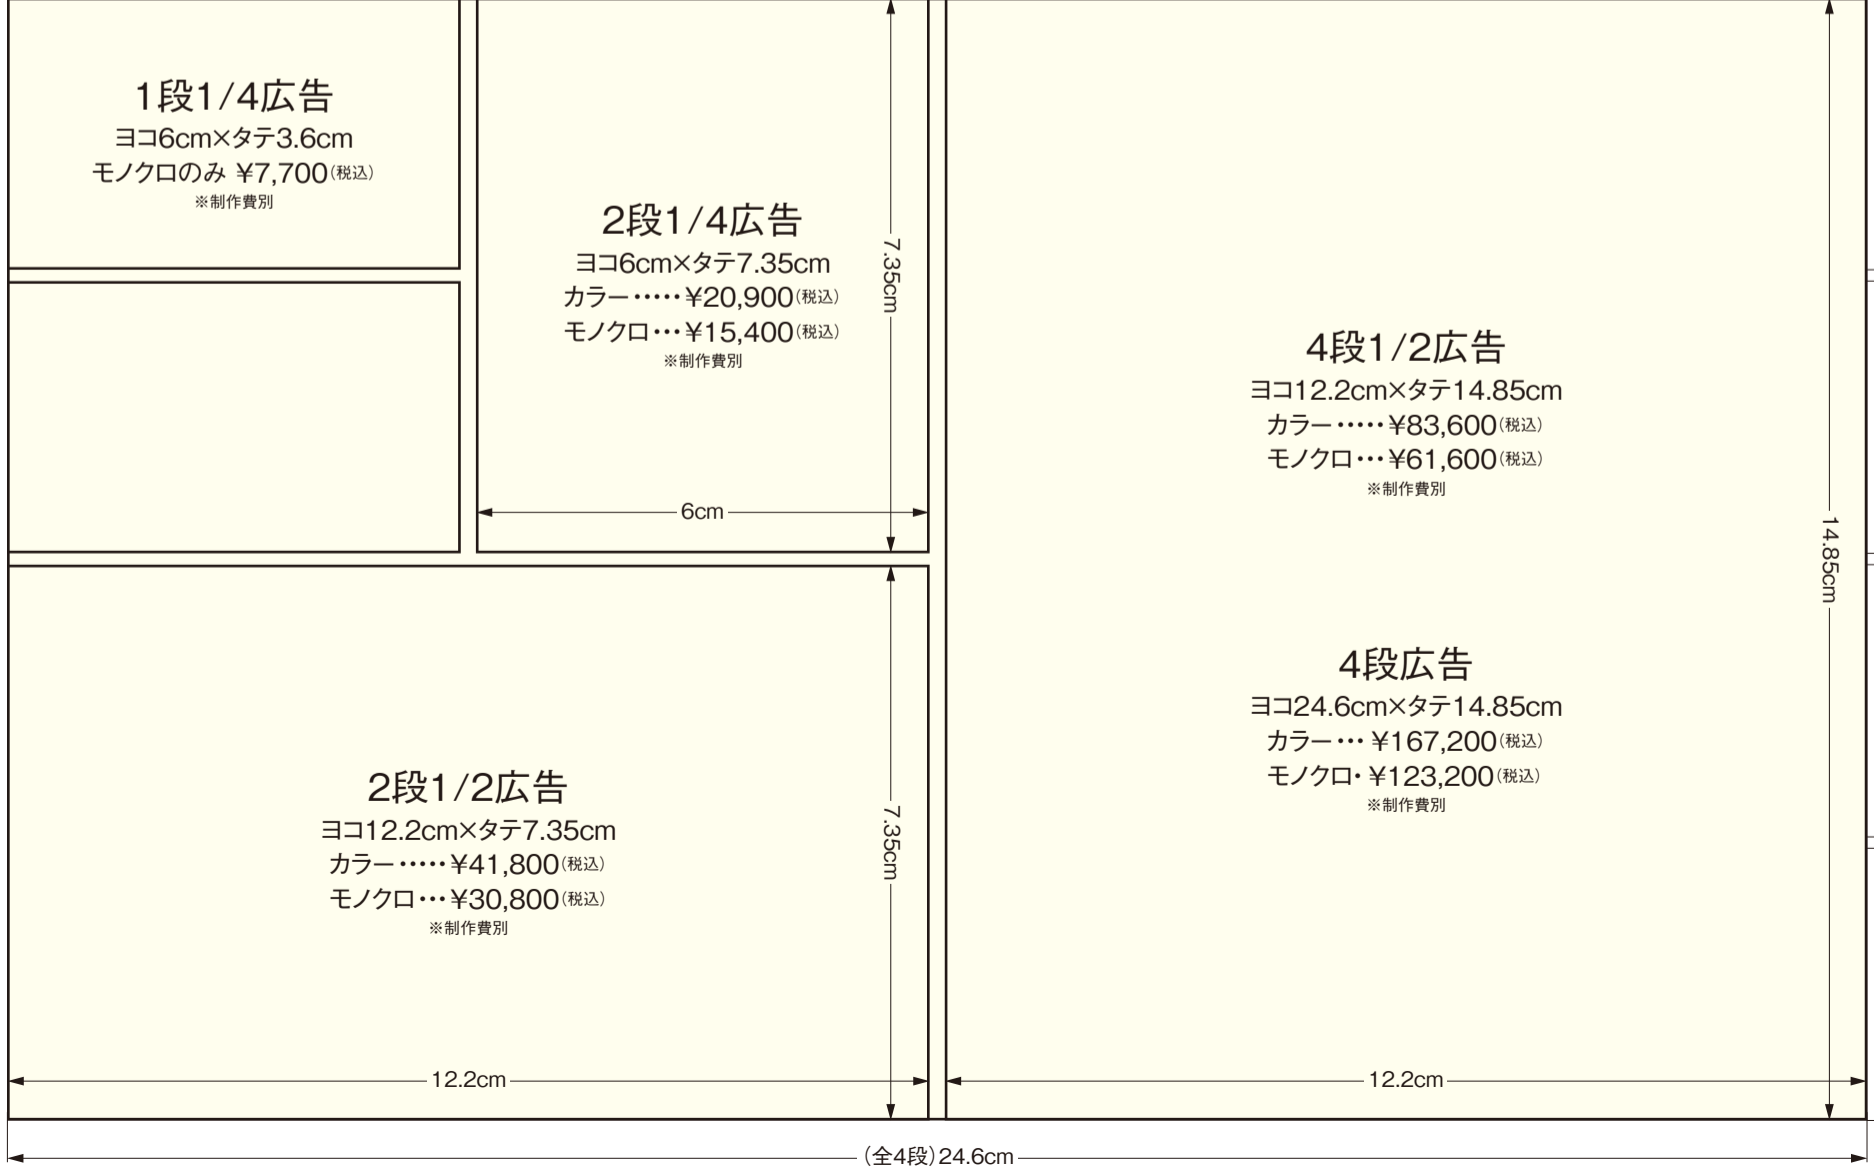 1段1/4広告
ヨコ6cm×タテ3.6cm
モノクロのみ ¥7,700(税込)
※制作費別
2段1/4広告
ヨコ6cm×タテ7.35cm
カラー・・・・・¥20,900(税込)
モノクロ・・・¥15,400(税込)
※制作費別
7.35cm
6cm
2段1/2広告
ヨコ12.2cm×タテ7.35cm
カラー・・・・・¥41,800(税込)
モノクロ・・・¥30,800(税込)
※制作費別
7.35cm
12.2cm
4段1/2広告
ヨコ12.2cm×タテ14.85cm
カラー・・・・・¥83,600(税込)
モノクロ・・・¥61,600(税込)
※制作費別
4段広告
ヨコ24.6cm×タテ14.85cm
カラー・・・ ¥167,200(税込)
モノクロ・ ¥123,200(税込)
※制作費別
14.85cm
12.2cm
(全4段)24.6cm